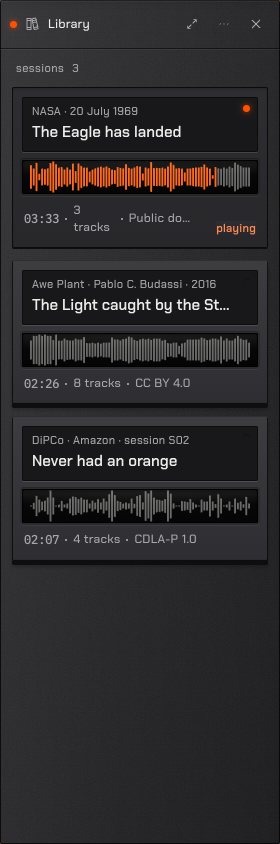 Library
sessions 3
NASA · 20 July 1969
The Eagle has landed
03:33 · 3 tracks · Public do...
playing
Awe Plant · Pablo C. Budassi · 2016
The Light caught by the St...
02:26 · 8 tracks · CC BY 4.0
DiPCo · Amazon · session S02
Never had an orange
02:07 · 4 tracks · CDLA-P 1.0